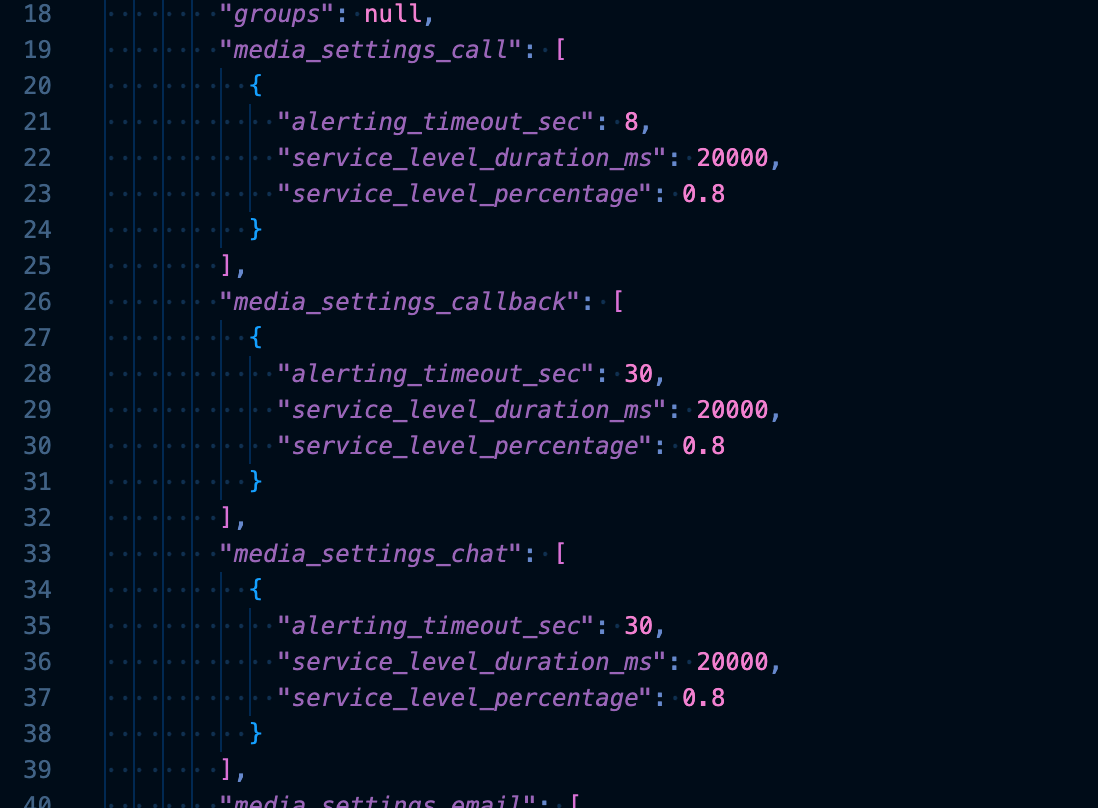 18 "groups": null,
19 "media_settings_call": [
20 {
21 "alerting_timeout_sec": 8,
22 "service_level_duration_ms": 20000,
23 "service_level_percentage": 0.8
24 }
25 ],
26 "media_settings_callback": [
27 {
28 "alerting_timeout_sec": 30,
29 "service_level_duration_ms": 20000,
30 "service_level_percentage": 0.8
31 }
32 ],
33 "media_settings_chat": [
34 {
35 "alerting_timeout_sec": 30,
36 "service_level_duration_ms": 20000,
37 "service_level_percentage": 0.8
38 }
39 ],
40 "media_settings_email": [